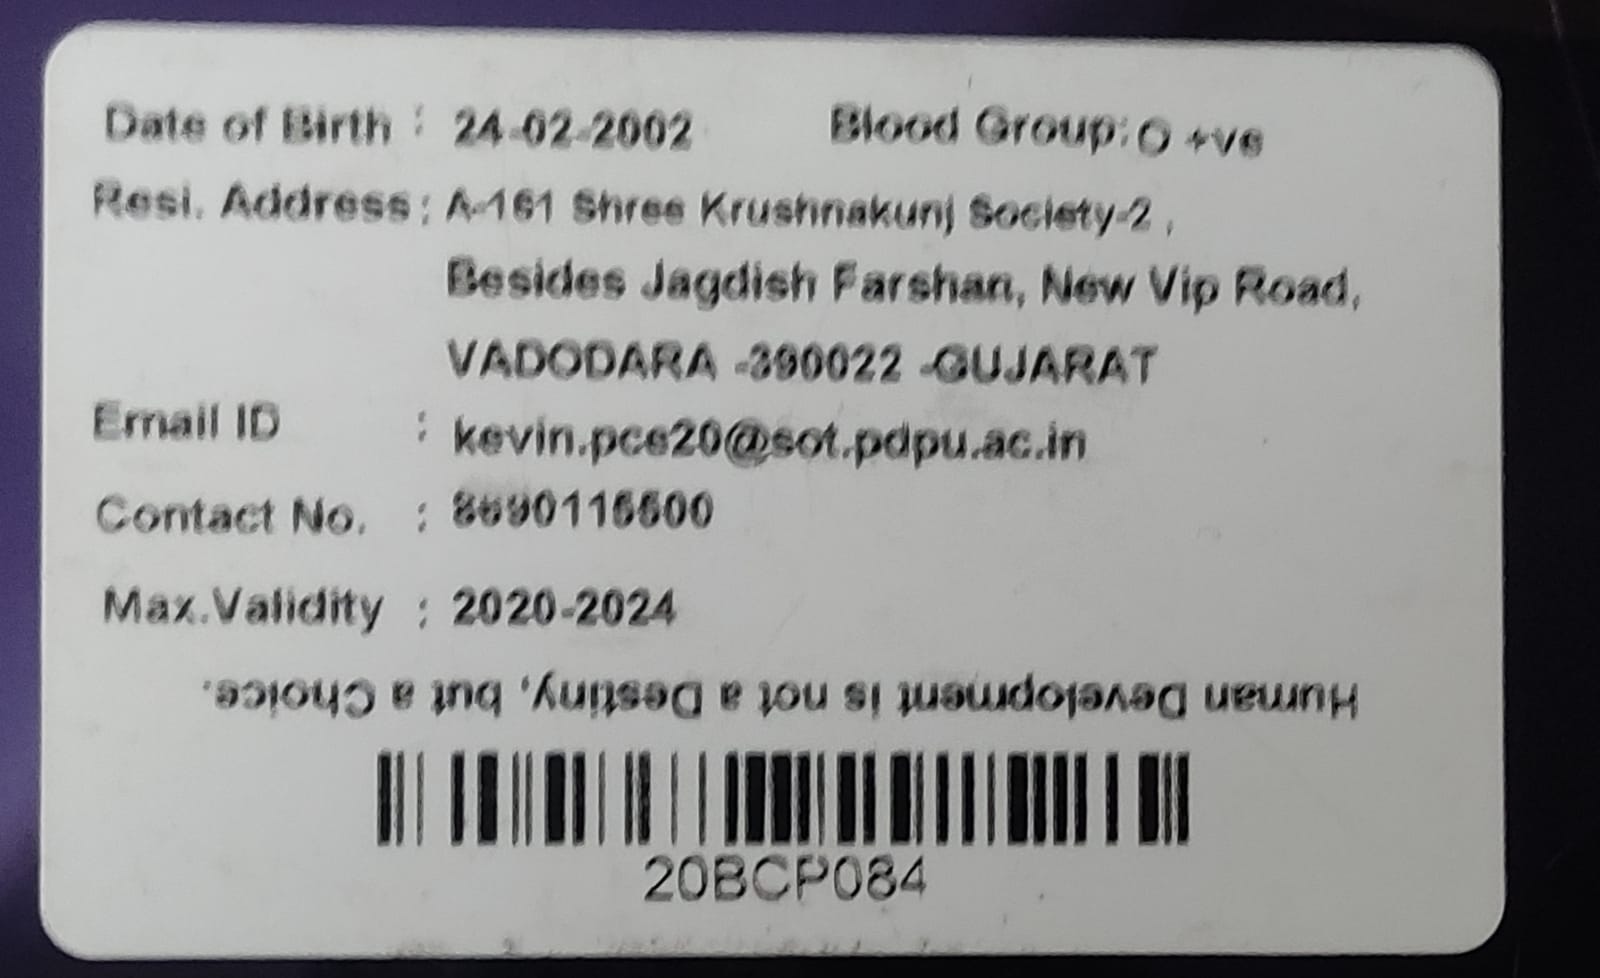 Date of Birth : 24-02-2002 Blood Group: O +ve
Resi. Address : A-161 Shree Krushnakunj Society-2 ,
Besides Jagdish Farshan, New Vip Road,
VADODARA -390022 -GUJARAT
Email ID : kevin.pce20@sot.pdpu.ac.in
Contact No. :
Max.Validity : 2020-2024
Human Development is not a Destiny, but a Choice.
20BCP084